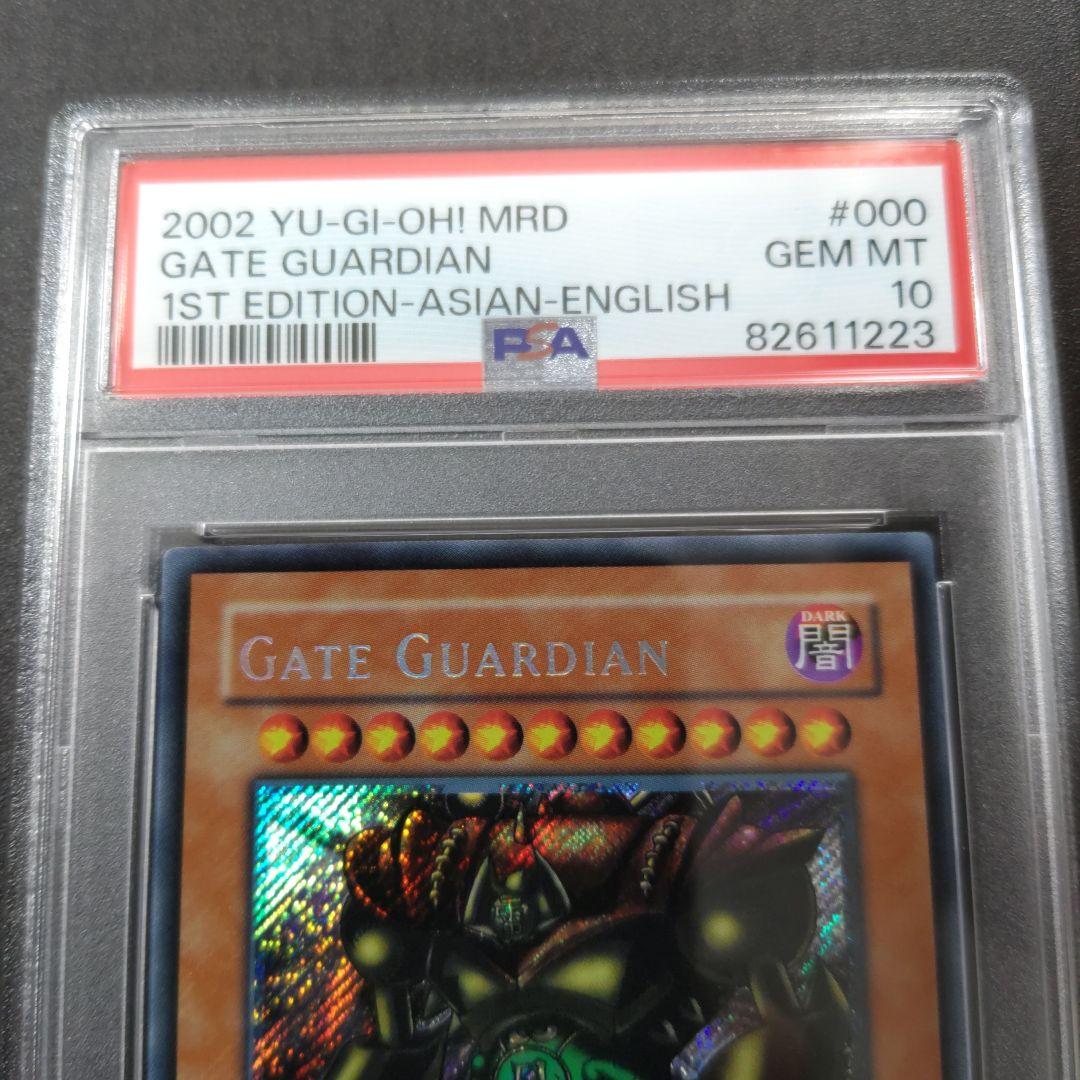 2002 YU-GI-OH! MRD #000
GATE GUARDIAN GEM MT
1ST EDITION-ASIAN-ENGLISH 10
PSA 82611223
GATE GUARDIAN
DARK
闇